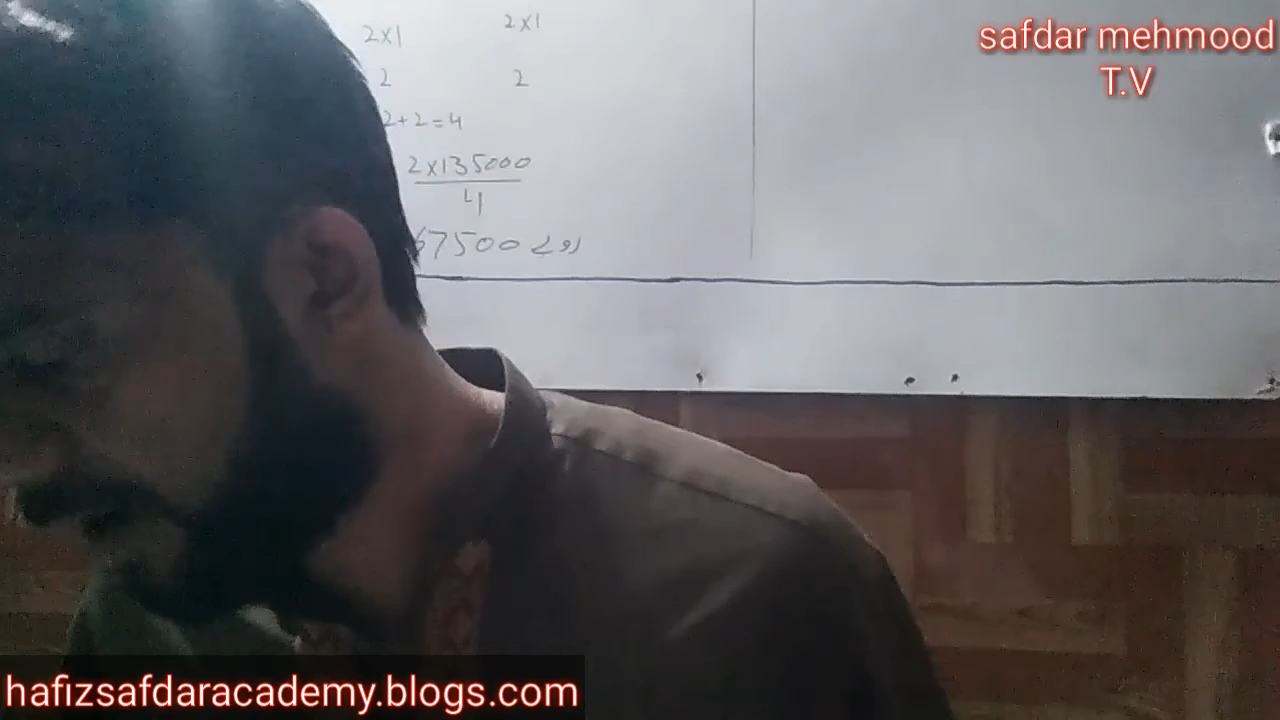 safdar mehmood
T.V
2x1 2x1
2 2
2+2=4
2x135000
4
67500 روپے
hafizsafdaracademy.blogs.com